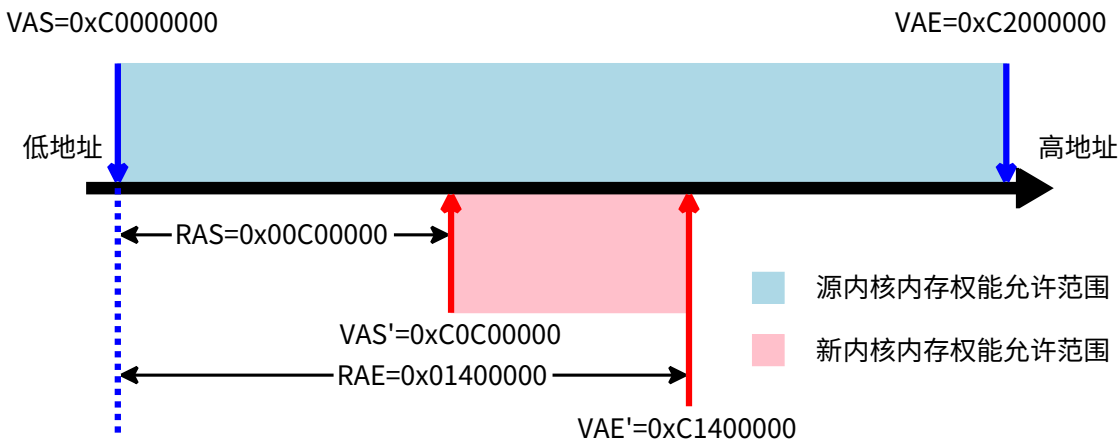 VAS=0xC0000000
VAE=0xC2000000
低地址
高地址
RAS=0x00C00000
源内核内存权能允许范围
VAS'=0xC0C00000
新内核内存权能允许范围
RAE=0x01400000
VAE'=0xC1400000